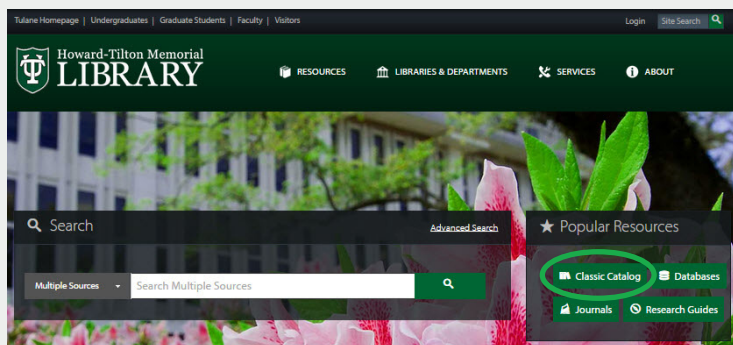 Tulane Homepage | Undergraduates | Graduate Students | Faculty | Visitors
Login Site Search
Howard-Tilton Memorial
LIBRARY
RESOURCES LIBRARIES & DEPARTMENTS SERVICES ABOUT
Search Advanced Search
Multiple Sources Search Multiple Sources
Popular Resources
Classic Catalog Databases
Journals Research Guides